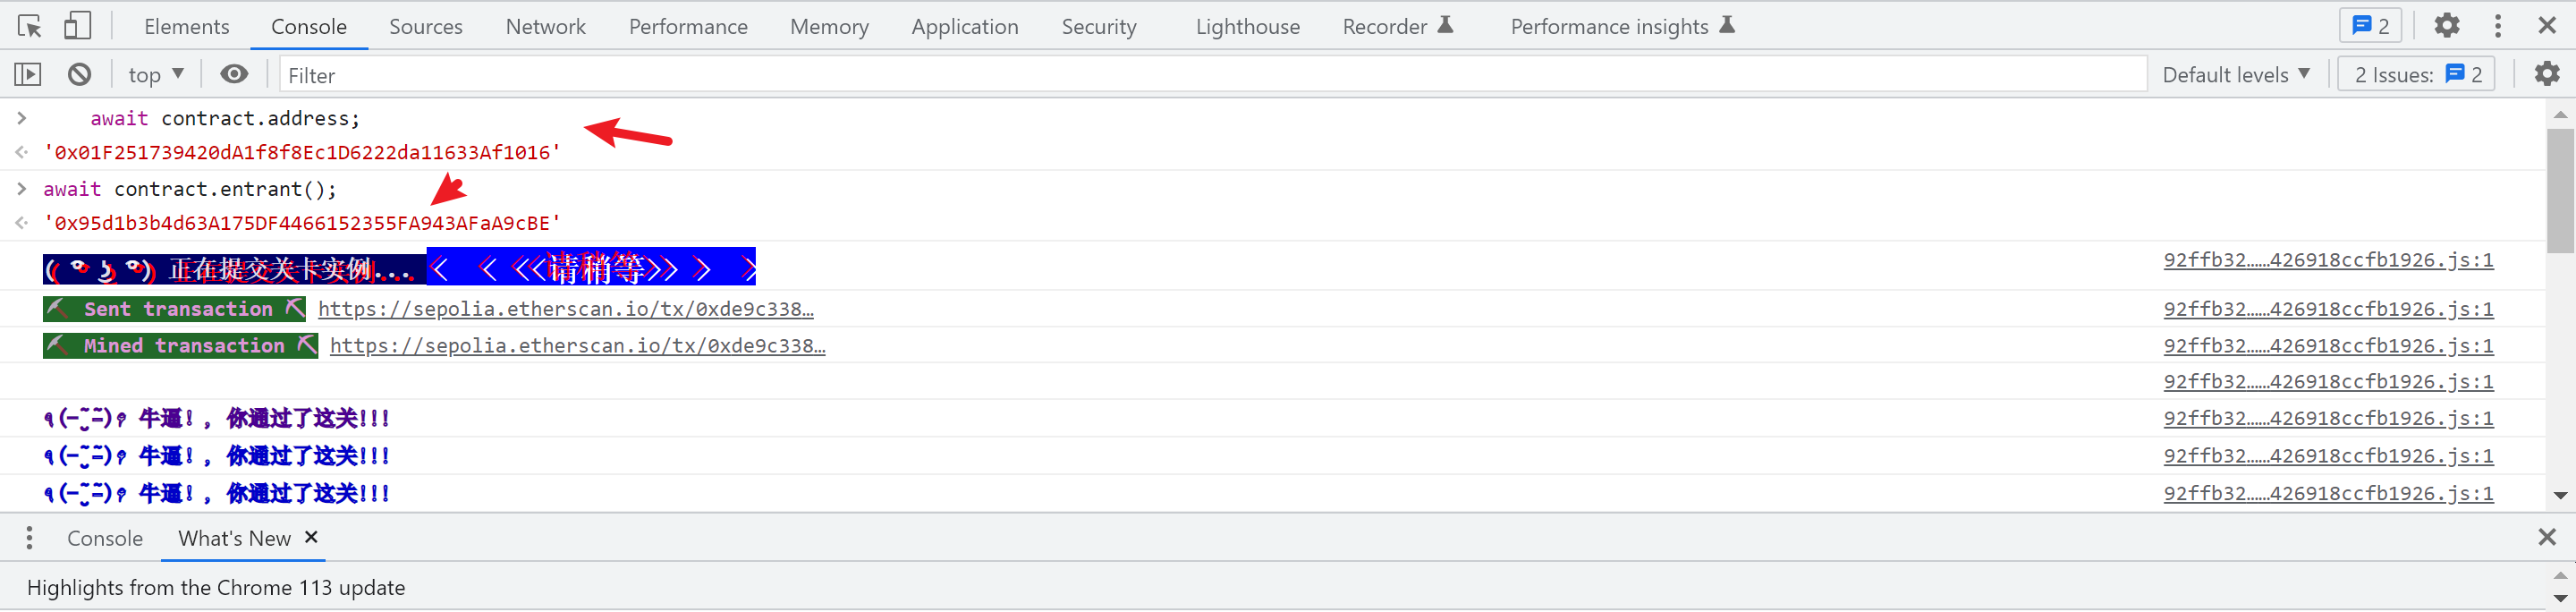 Elements Console Sources Network Performance Memory Application Security Lighthouse Recorder Performance insights 2
top Filter Default levels 2 Issues: 2
await contract.address;
'0x01F251739420dA1f8f8Ec1D6222da11633Af1016'
await contract.entrant();
'0x95d1b3b4d63A175DF4466152355FA943AFaA9cBE'
( ͡° ͜ʖ ͡°) 正在提交关卡实例... < < <<请稍等>> > > 92ffb32……426918ccfb1926.js:1
⛏ Sent transaction ⛏ https://sepolia.etherscan.io/tx/0xde9c338… 92ffb32……426918ccfb1926.js:1
⛏ Mined transaction ⛏ https://sepolia.etherscan.io/tx/0xde9c338… 92ffb32……426918ccfb1926.js:1
92ffb32……426918ccfb1926.js:1
٩(-̮̮̃-̃)۶ 牛逼!, 你通过了这关!!! 92ffb32……426918ccfb1926.js:1
٩(-̮̮̃-̃)۶ 牛逼!, 你通过了这关!!! 92ffb32……426918ccfb1926.js:1
٩(-̮̮̃-̃)۶ 牛逼!, 你通过了这关!!! 92ffb32……426918ccfb1926.js:1
Console What's New
Highlights from the Chrome 113 update